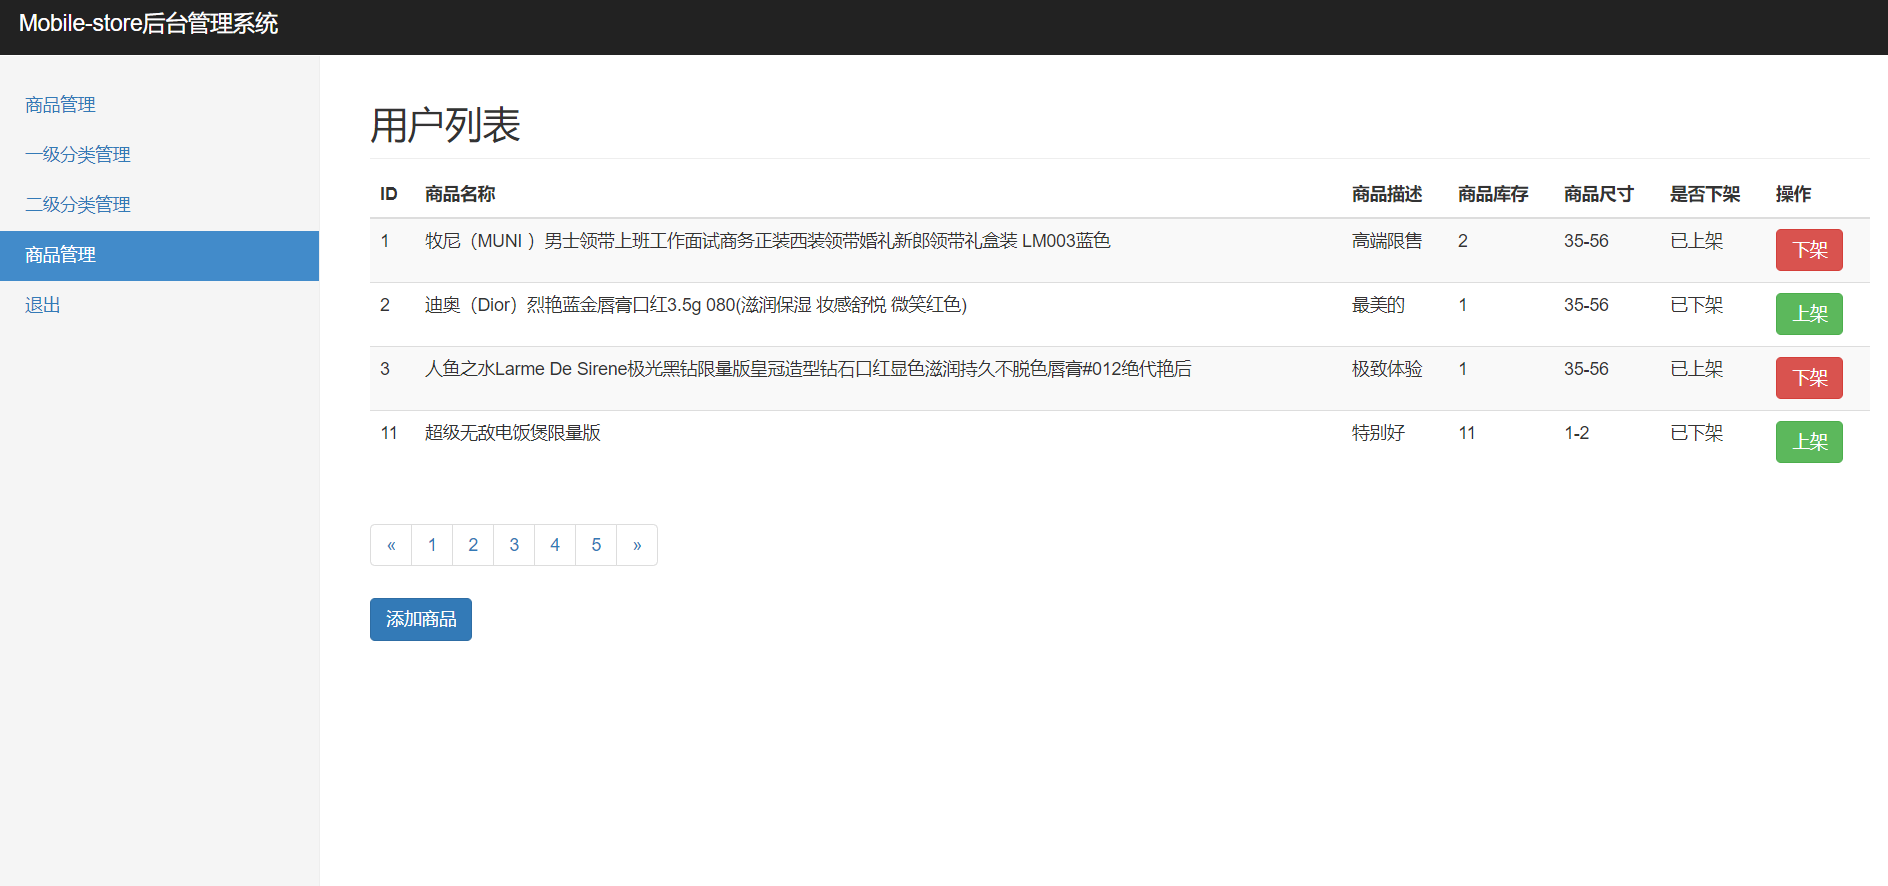 Mobile-store后台管理系统
商品管理
一级分类管理
二级分类管理
商品管理
退出
用户列表
ID 商品名称 商品描述 商品库存 商品尺寸 是否下架 操作
1 牧尼（MUNI ）男士领带上班工作面试商务正装西装领带婚礼新郎领带礼盒装 LM003蓝色 高端限售 2 35-56 已上架 下架
2 迪奥（Dior）烈艳蓝金唇膏口红3.5g 080(滋润保湿 妆感舒悦 微笑红色) 最美的 1 35-56 已下架 上架
3 人鱼之水Larme De Sirene极光黑钻限量版皇冠造型钻石口红显色滋润持久不脱色唇膏#012绝代艳后 极致体验 1 35-56 已上架 下架
11 超级无敌电饭煲限量版 特别好 11 1-2 已下架 上架
« 1 2 3 4 5 »
添加商品